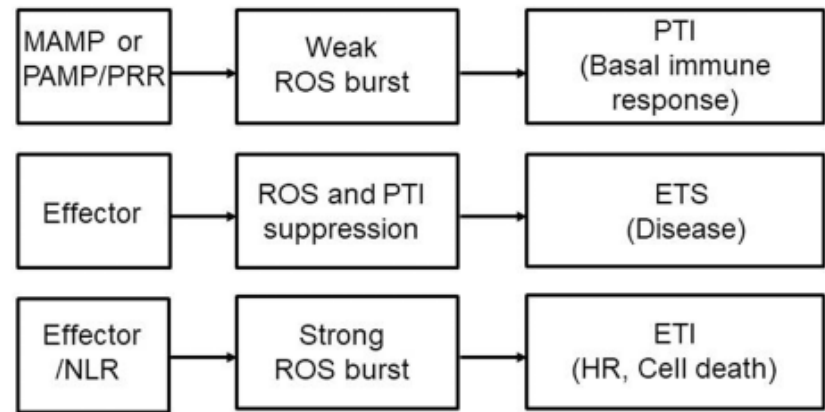 MAMP or
PAMP/PRR
Weak
ROS burst
PTI
(Basal immune
response)
Effector
ROS and PTI
suppression
ETS
(Disease)
Effector
/NLR
Strong
ROS burst
ETI
(HR, Cell death)